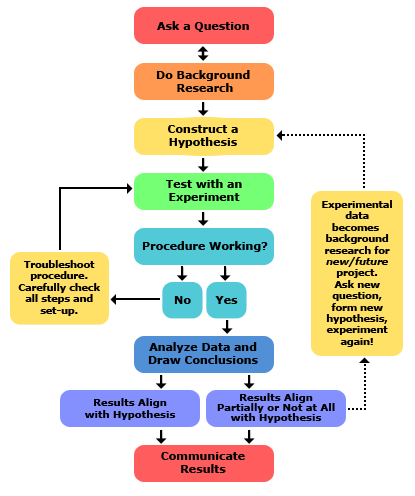 Ask a Question
Do Background
Research
Construct a
Hypothesis
Test with an
Experiment
Procedure Working?
Troubleshoot
procedure.
Carefully check
all steps and
set-up.
No
Yes
Experimental
data
becomes
background
research for
new/future
project.
Ask new
question,
form new
hypothesis,
experiment
again!
Analyze Data and
Draw Conclusions
Results Align
with Hypothesis
Results Align
Partially or Not at All
with Hypothesis
Communicate
Results